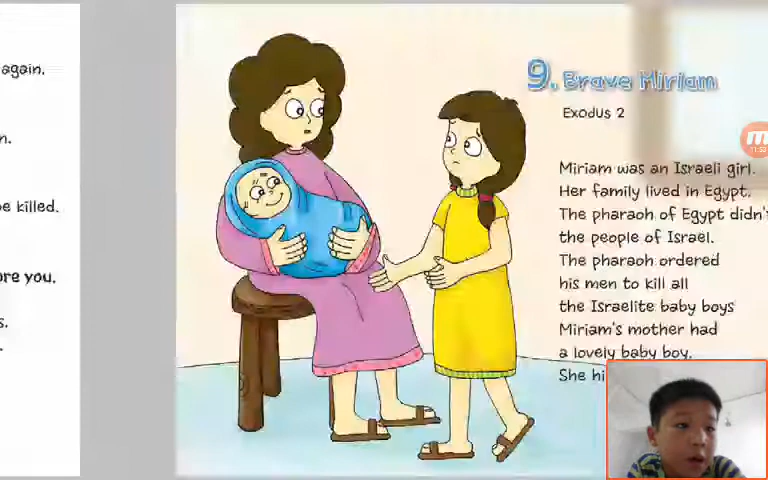 again.
n.
e killed.
ore you.
s.
9. Brave Miriam
Exodus 2
Miriam was an Israeli girl.
Her family lived in Egypt.
The pharaoh of Egypt didn't
the people of Israel.
The pharaoh ordered
his men to kill all
the Israelite baby boys
Miriam's mother had
a lovely baby boy.
She hi